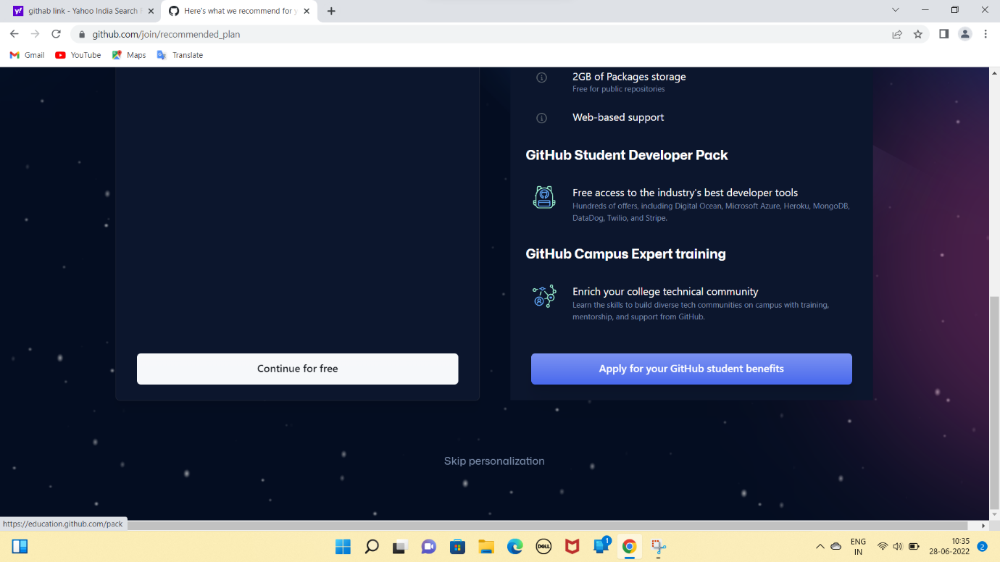 githab link - Yahoo India Search
Here's what we recommend for y
github.com/join/recommended_plan
Gmail
YouTube
Maps
Translate
2GB of Packages storage
Free for public repositories
Web-based support
GitHub Student Developer Pack
Free access to the industry's best developer tools
Hundreds of offers, including Digital Ocean, Microsoft Azure, Heroku, MongoDB,
DataDog, Twilio, and Stripe.
GitHub Campus Expert training
Enrich your college technical community
Learn the skills to build diverse tech communities on campus with training,
mentorship, and support from GitHub.
Continue for free
Apply for your GitHub student benefits
Skip personalization
https://education.github.com/pack
DELL
1
ENG
IN
10:35
28-06-2022
2